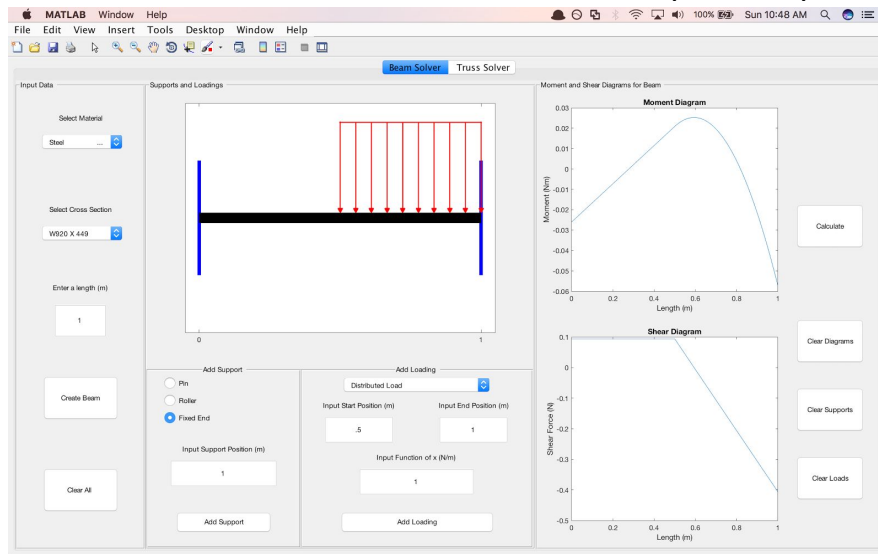 MATLAB Window Help 100% Sun 10:48 AM
File Edit View Insert Tools Desktop Window Help
Beam Solver Truss Solver
Input Data
Select Material
Steel ...
Select Cross Section
W920 X 449
Enter a length (m)
1
Create Beam
Clear All
Supports and Loadings
0 1
Add Support
Pin
Roller
Fixed End
Input Support Position (m)
1
Add Support
Add Loading
Distributed Load
Input Start Position (m) Input End Position (m)
.5 1
Input Function of x (N/m)
1
Add Loading
Moment and Shear Diagrams for Beam
Moment Diagram
0.03
0.02
0.01
0
-0.01
-0.02
-0.03
-0.04
-0.05
-0.06
Moment (Nm)
0 0.2 0.4 0.6 0.8 1
Length (m)
Shear Diagram
0.1
0
-0.1
-0.2
-0.3
-0.4
-0.5
Shear Force (N)
0 0.2 0.4 0.6 0.8 1
Length (m)
Calculate
Clear Diagrams
Clear Supports
Clear Loads